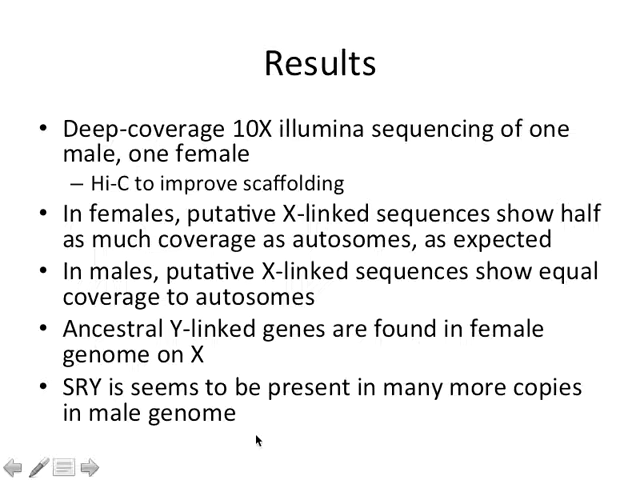 Results
• Deep-coverage 10X illumina sequencing of one
male, one female
– Hi-C to improve scaffolding
• In females, putative X-linked sequences show half
as much coverage as autosomes, as expected
• In males, putative X-linked sequences show equal
coverage to autosomes
• Ancestral Y-linked genes are found in female
genome on X
• SRY is seems to be present in many more copies
in male genome